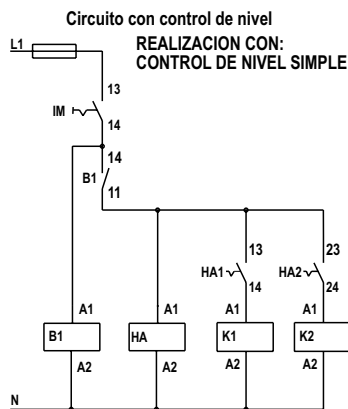 Circuito con control de nivel
L1
REALIZACION CON:
CONTROL DE NIVEL SIMPLE
13
IM
14
14
B1
11
13
23
HA1
HA2
14
24
A1 A1 A1 A1
B1 HA K1 K2
A2 A2 A2 A2
N